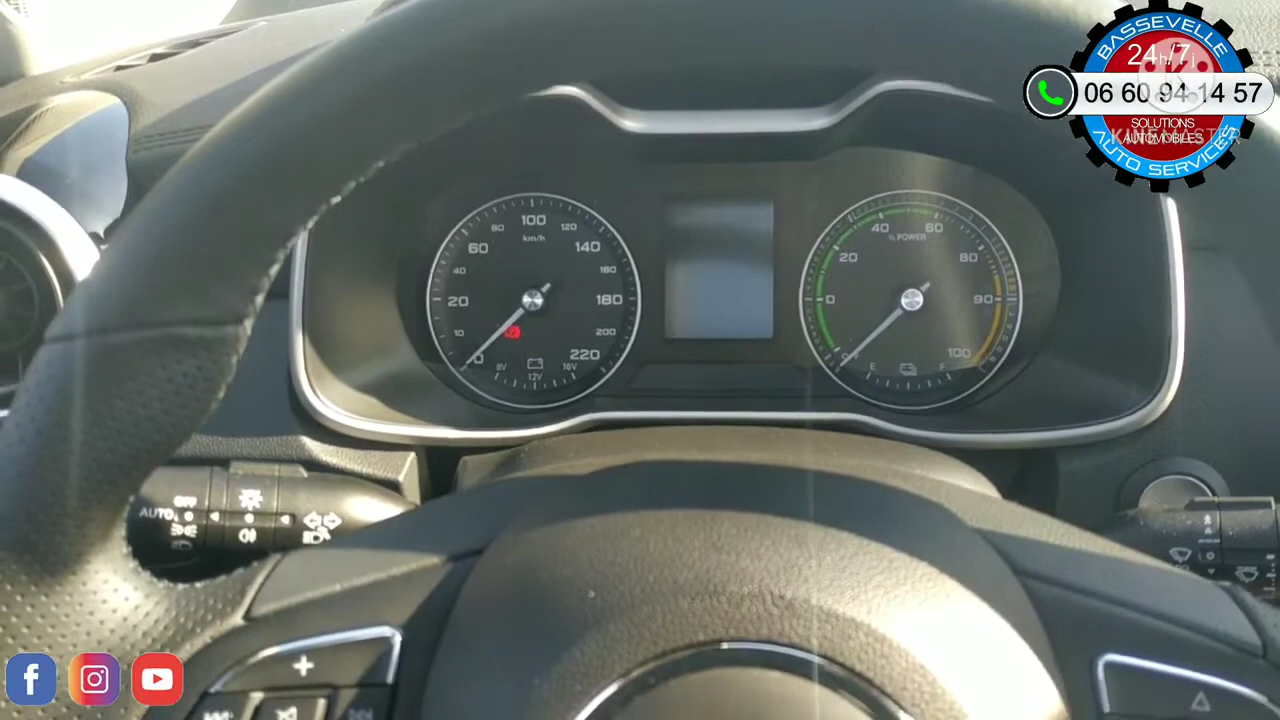 BASSEVELLE
24h/7j
06 60 94 14 57
SOLUTIONS
AUTOMOBILES
KINEMASTER
AUTO SERVICES
0
10
20
40
60
80
100
120
140
160
180
200
220
km/h
8V
12V
16V
0
20
40
60
80
90
100
% POWER
E
F
OFF
AUTO
+
f